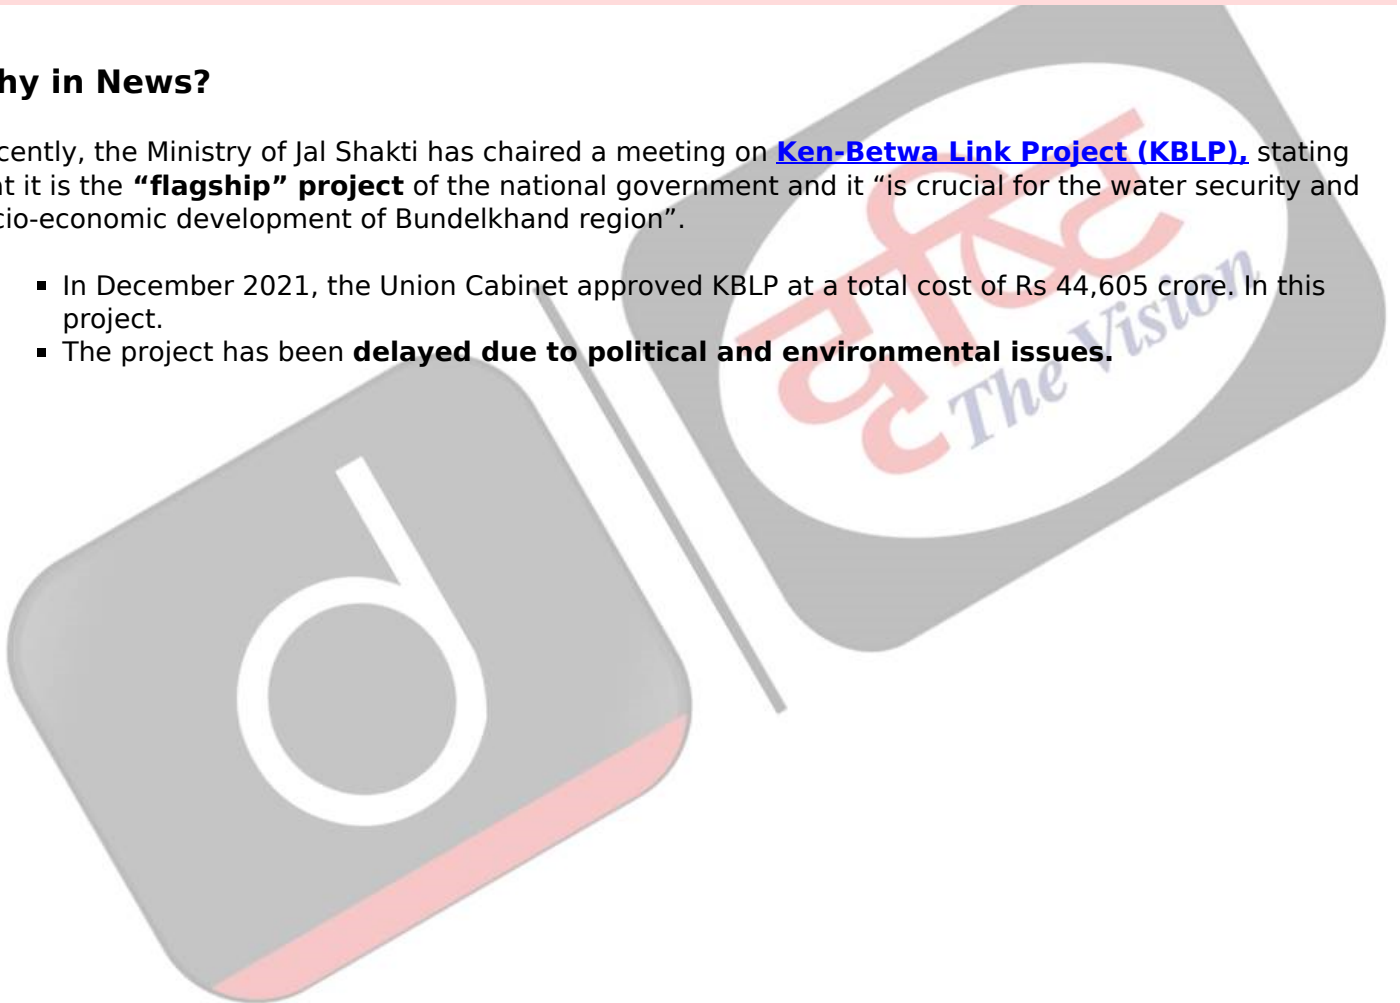 hy in News?
cently, the Ministry of Jal Shakti has chaired a meeting on Ken-Betwa Link Project (KBLP), stating
t it is the “flagship” project of the national government and it “is crucial for the water security and
cio-economic development of Bundelkhand region”.
▪ In December 2021, the Union Cabinet approved KBLP at a total cost of Rs 44,605 crore. In this
project.
▪ The project has been delayed due to political and environmental issues.
दृष्टि
The Vision
d